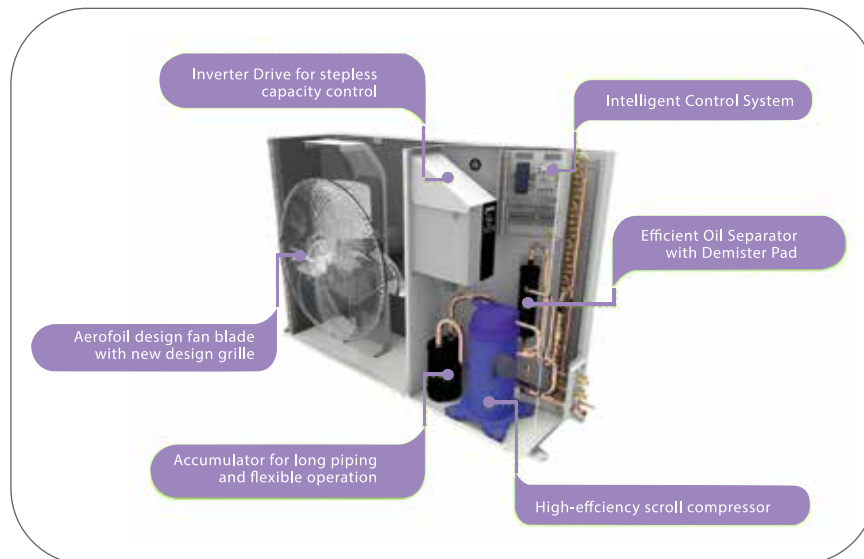 Inverter Drive for stepless
capacity control
Intelligent Control System
Efficient Oil Separator
with Demister Pad
Aerofoil design fan blade
with new design grille
Accumulator for long piping
and flexible operation
High-effciency scroll compressor